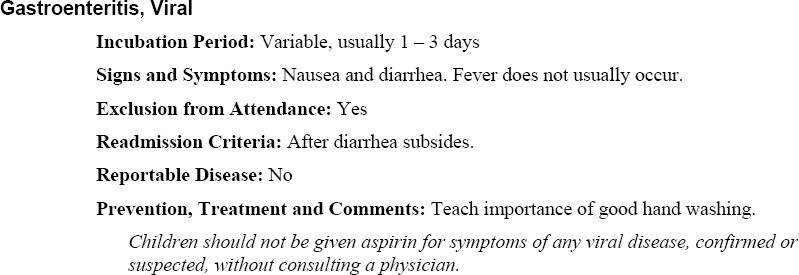 Gastroenteritis, Viral
Incubation Period: Variable, usually 1 – 3 days
Signs and Symptoms: Nausea and diarrhea. Fever does not usually occur.
Exclusion from Attendance: Yes
Readmission Criteria: After diarrhea subsides.
Reportable Disease: No
Prevention, Treatment and Comments: Teach importance of good hand washing.
Children should not be given aspirin for symptoms of any viral disease, confirmed or
suspected, without consulting a physician.